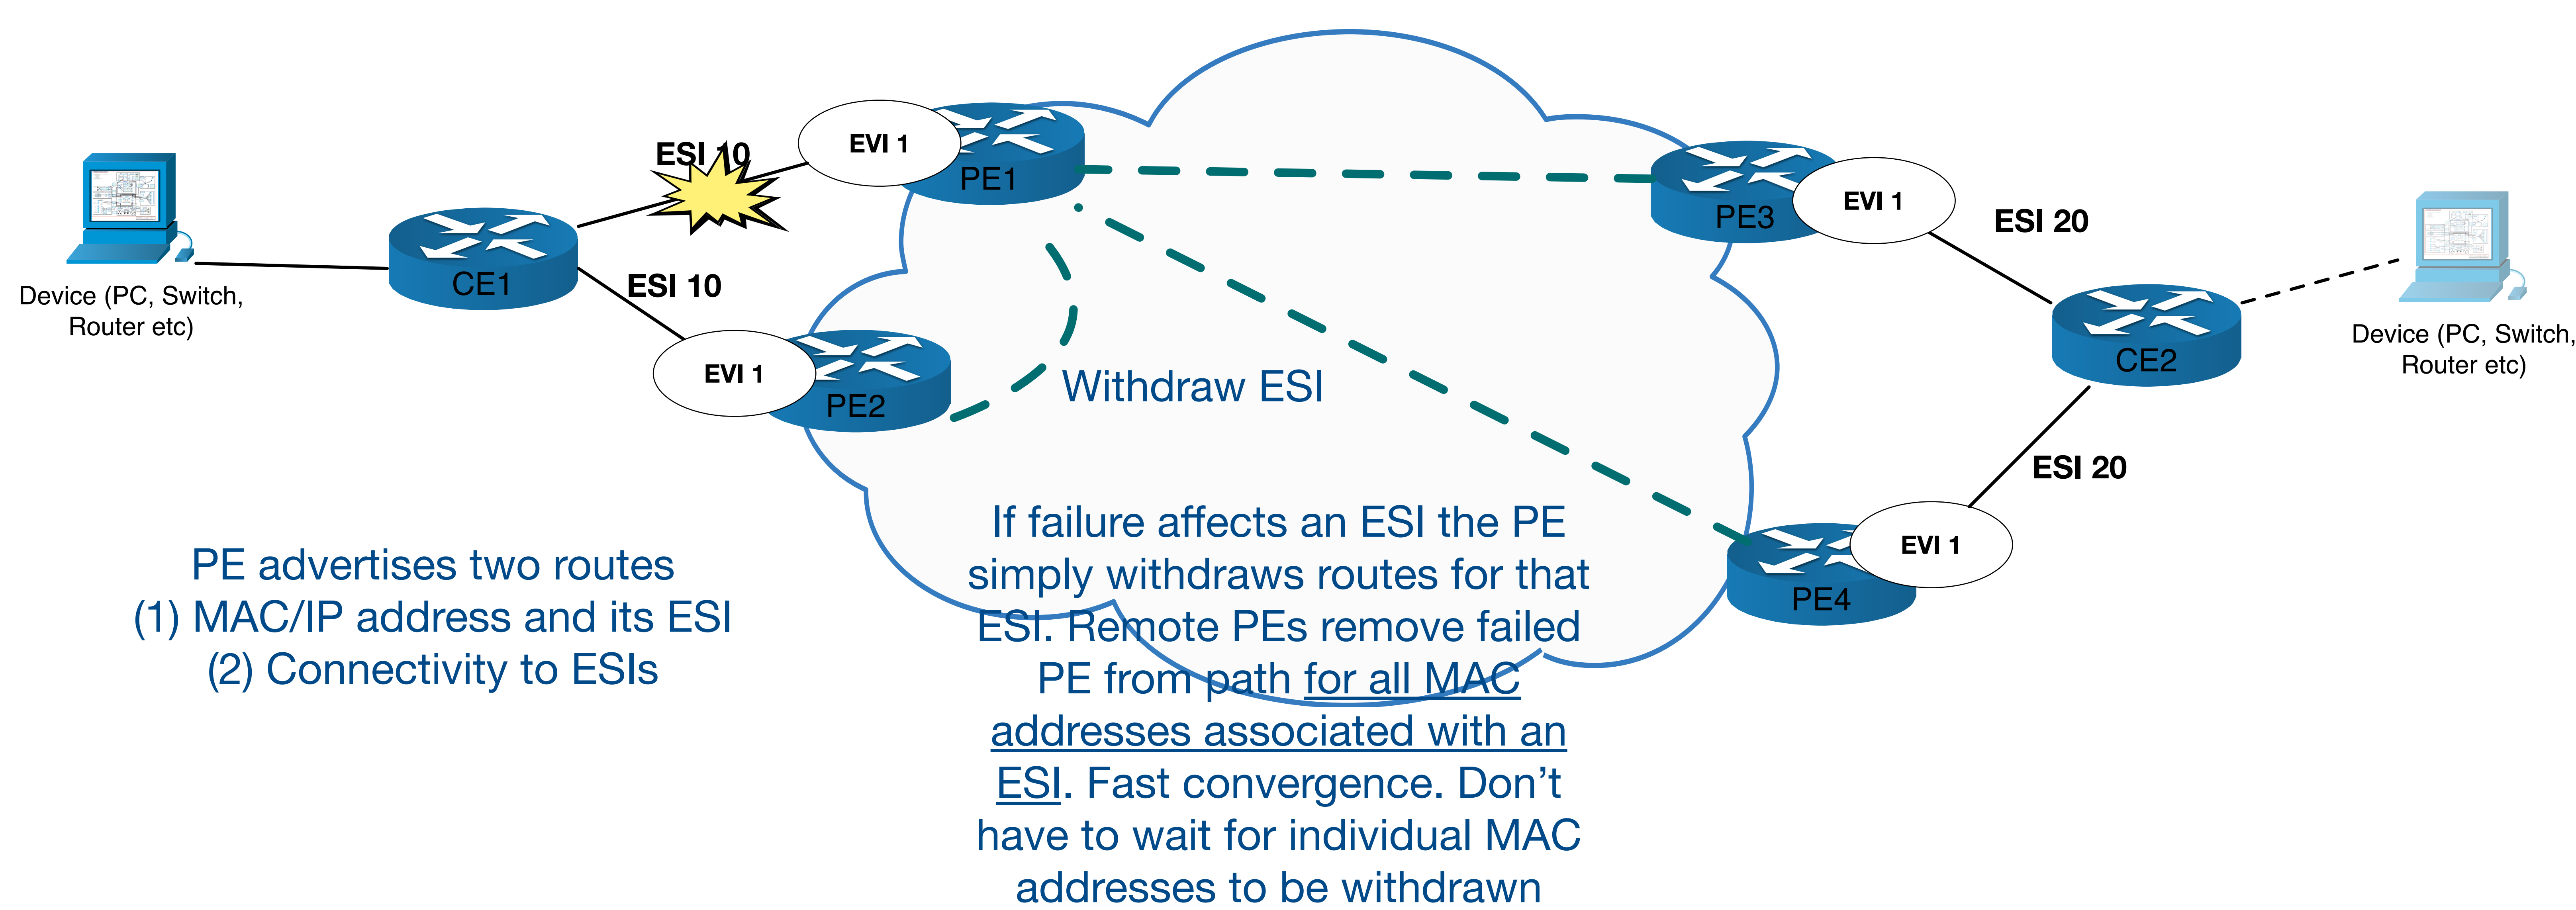 ESI 10
EVI 1
PE1
PE3
EVI 1
ESI 20
CE1
ESI 10
Device (PC, Switch,
Router etc)
EVI 1
PE2
Withdraw ESI
CE2
Device (PC, Switch,
Router etc)
ESI 20
EVI 1
PE4
PE advertises two routes
(1) MAC/IP address and its ESI
(2) Connectivity to ESIs
If failure affects an ESI the PE
simply withdraws routes for that
ESI. Remote PEs remove failed
PE from path for all MAC
addresses associated with an
ESI. Fast convergence. Don’t
have to wait for individual MAC
addresses to be withdrawn